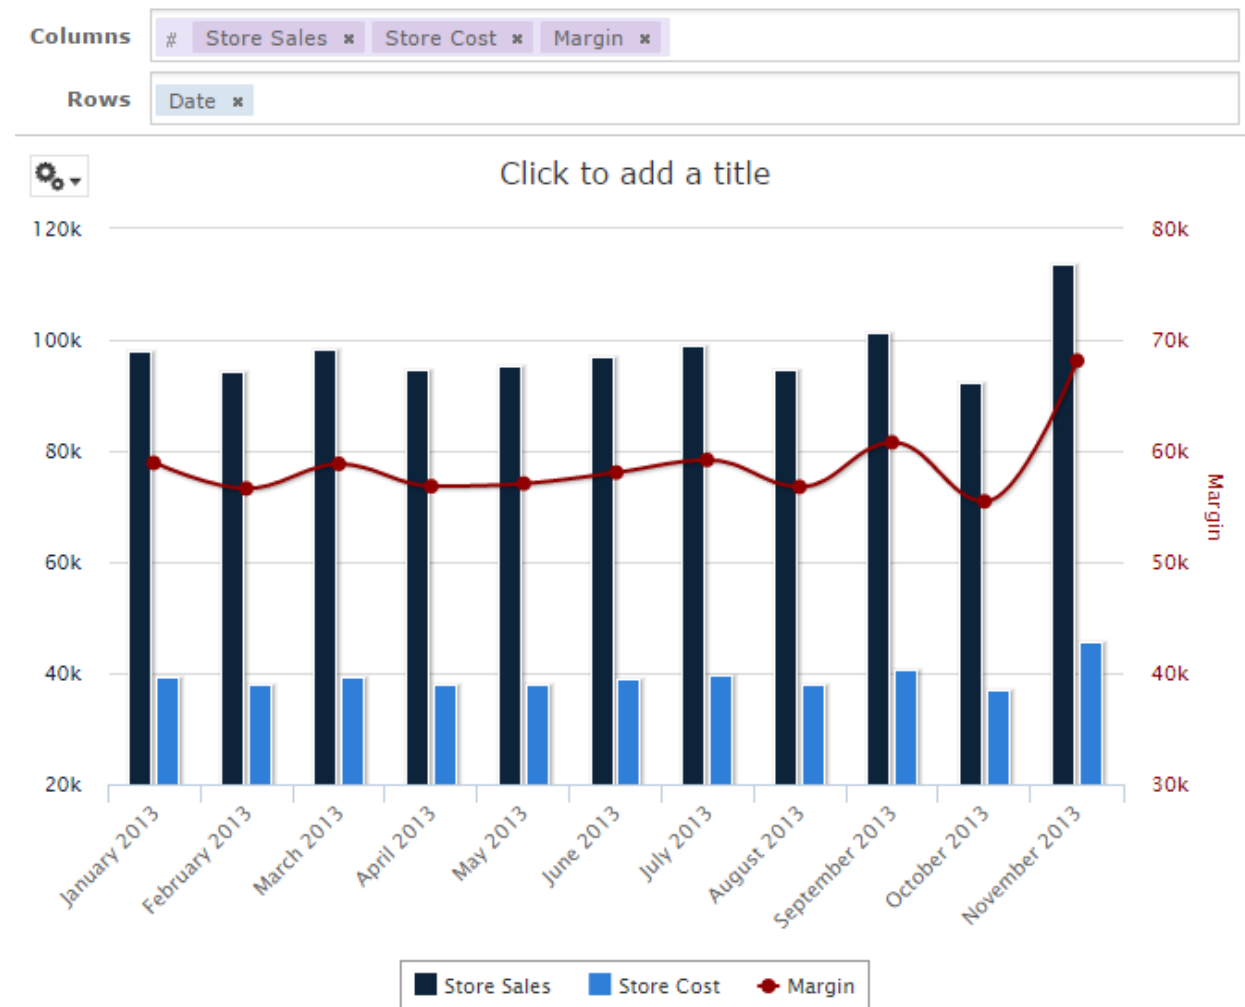 Columns # Store Sales × Store Cost × Margin ×
Rows Date ×
Click to add a title
120k 80k
100k 70k
80k 60k
60k 50k
40k 40k
20k 30k
Margin
January 2013 February 2013 March 2013 April 2013 May 2013 June 2013 July 2013 August 2013 September 2013 October 2013 November 2013
Store Sales Store Cost Margin